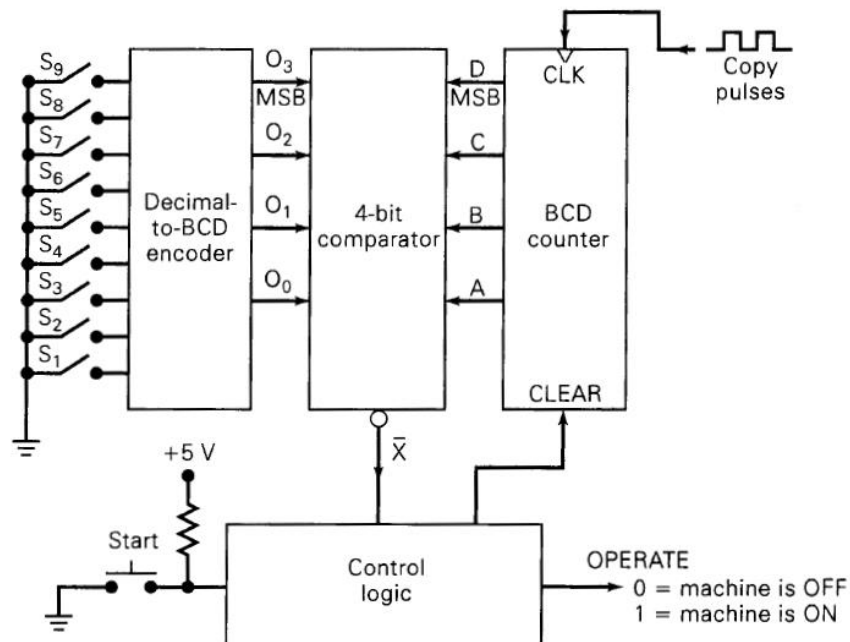 S9
S8
S7
S6
S5
S4
S3
S2
S1
Decimal-
to-BCD
encoder
O3
MSB
O2
O1
O0
4-bit
comparator
D
MSB
C
B
A
CLK
BCD
counter
CLEAR
Copy
pulses
X̄
+5 V
Start
Control
logic
OPERATE
0 = machine is OFF
1 = machine is ON